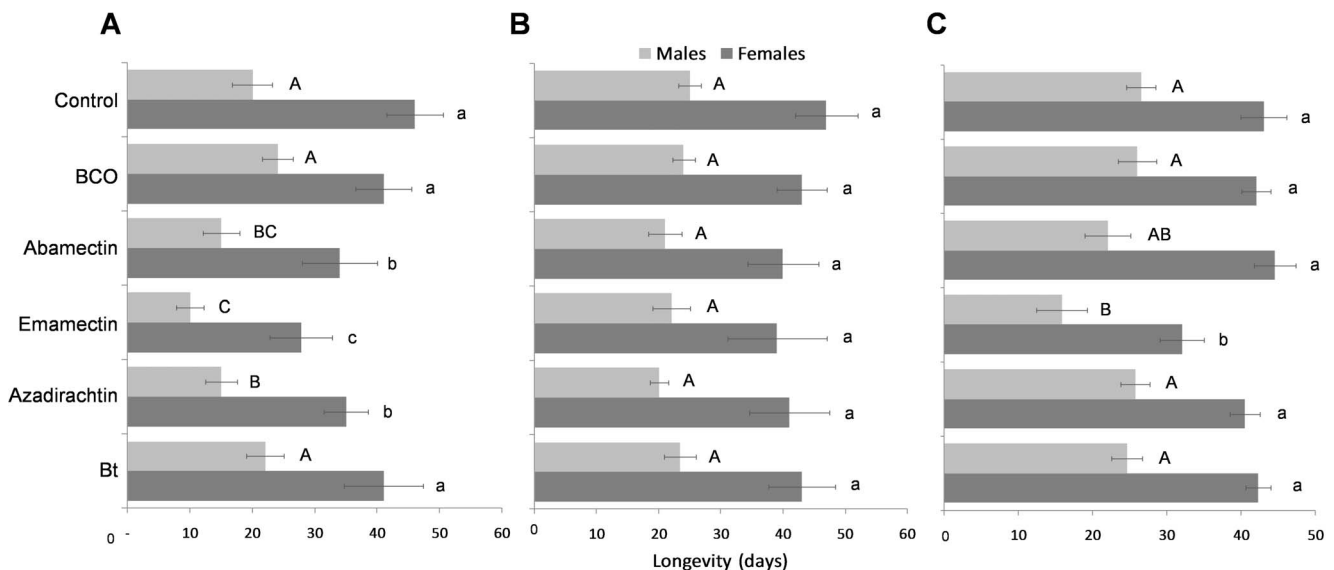 A
B
C
Males Females
Control
A
a
A
a
A
a
BCO
A
a
A
a
A
a
Abamectin
BC
b
A
a
AB
a
Emamectin
C
c
A
a
B
b
Azadirachtin
B
b
A
a
A
a
Bt
A
a
A
a
A
a
0 - 10 20 30 40 50 60
0 10 20 30 40 50 60
0 10 20 30 40 50
Longevity (days)